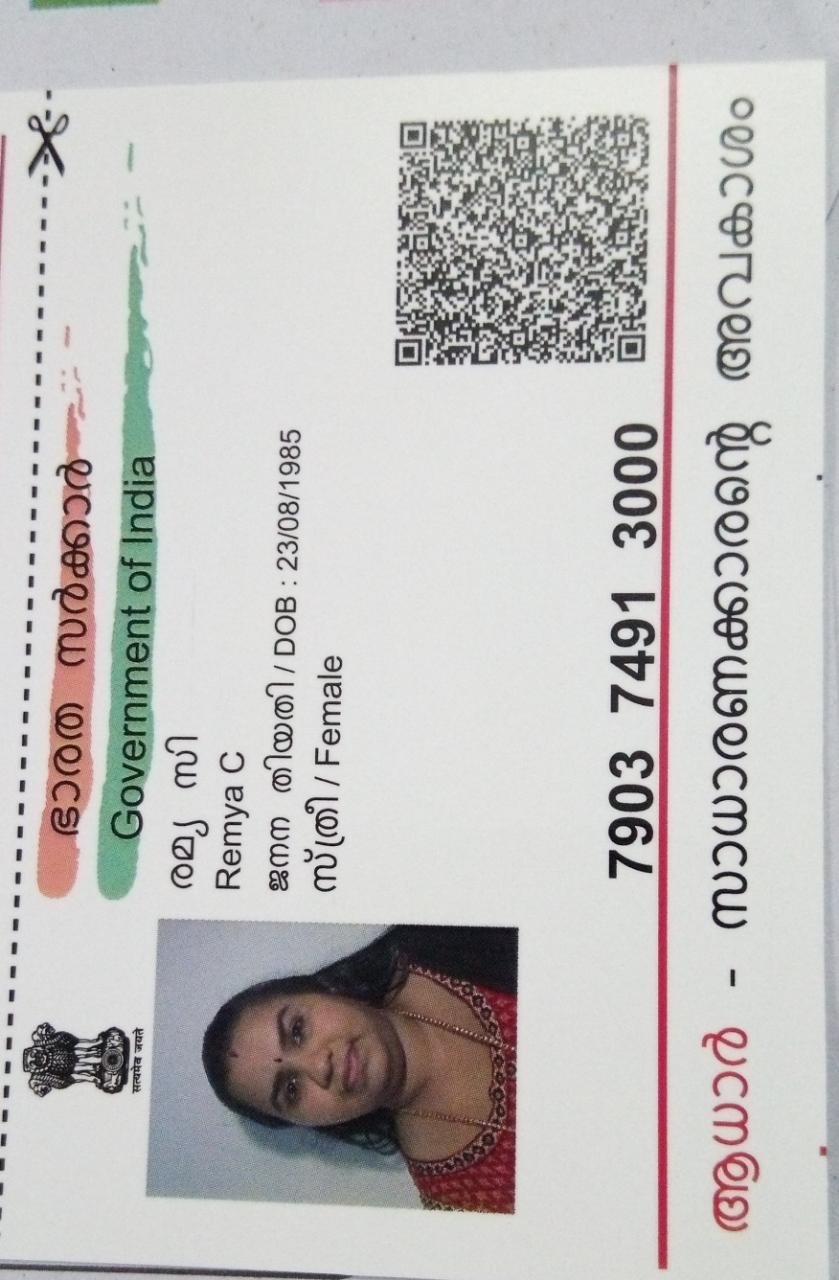 ഭാരത സർക്കാർ
Government of India
सत्यमेव जयते
രമ്യ സി
Remya C
ജനന തിയതി / DOB : 23/08/1985
സ്ത്രീ / Female
7903 7491 3000
ആധാർ - സാധാരണക്കാരന്റെ അവകാശം